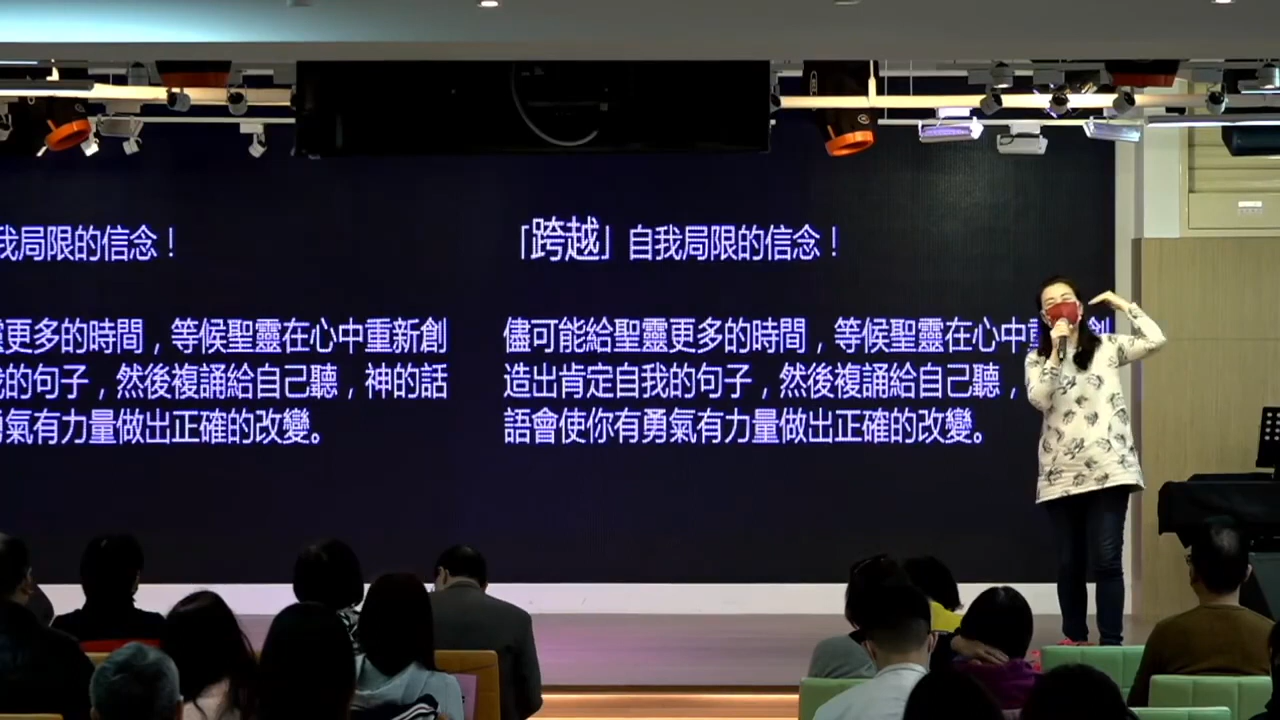 我局限的信念！
更多的時間，等候聖靈在心中重新創
的句子，然後複誦給自己聽，神的話
氣有力量做出正確的改變。
「跨越」自我局限的信念！
儘可能給聖靈更多的時間，等候聖靈在心中重 創
造出肯定自我的句子，然後複誦給自己聽，
語會使你有勇氣有力量做出正確的改變。